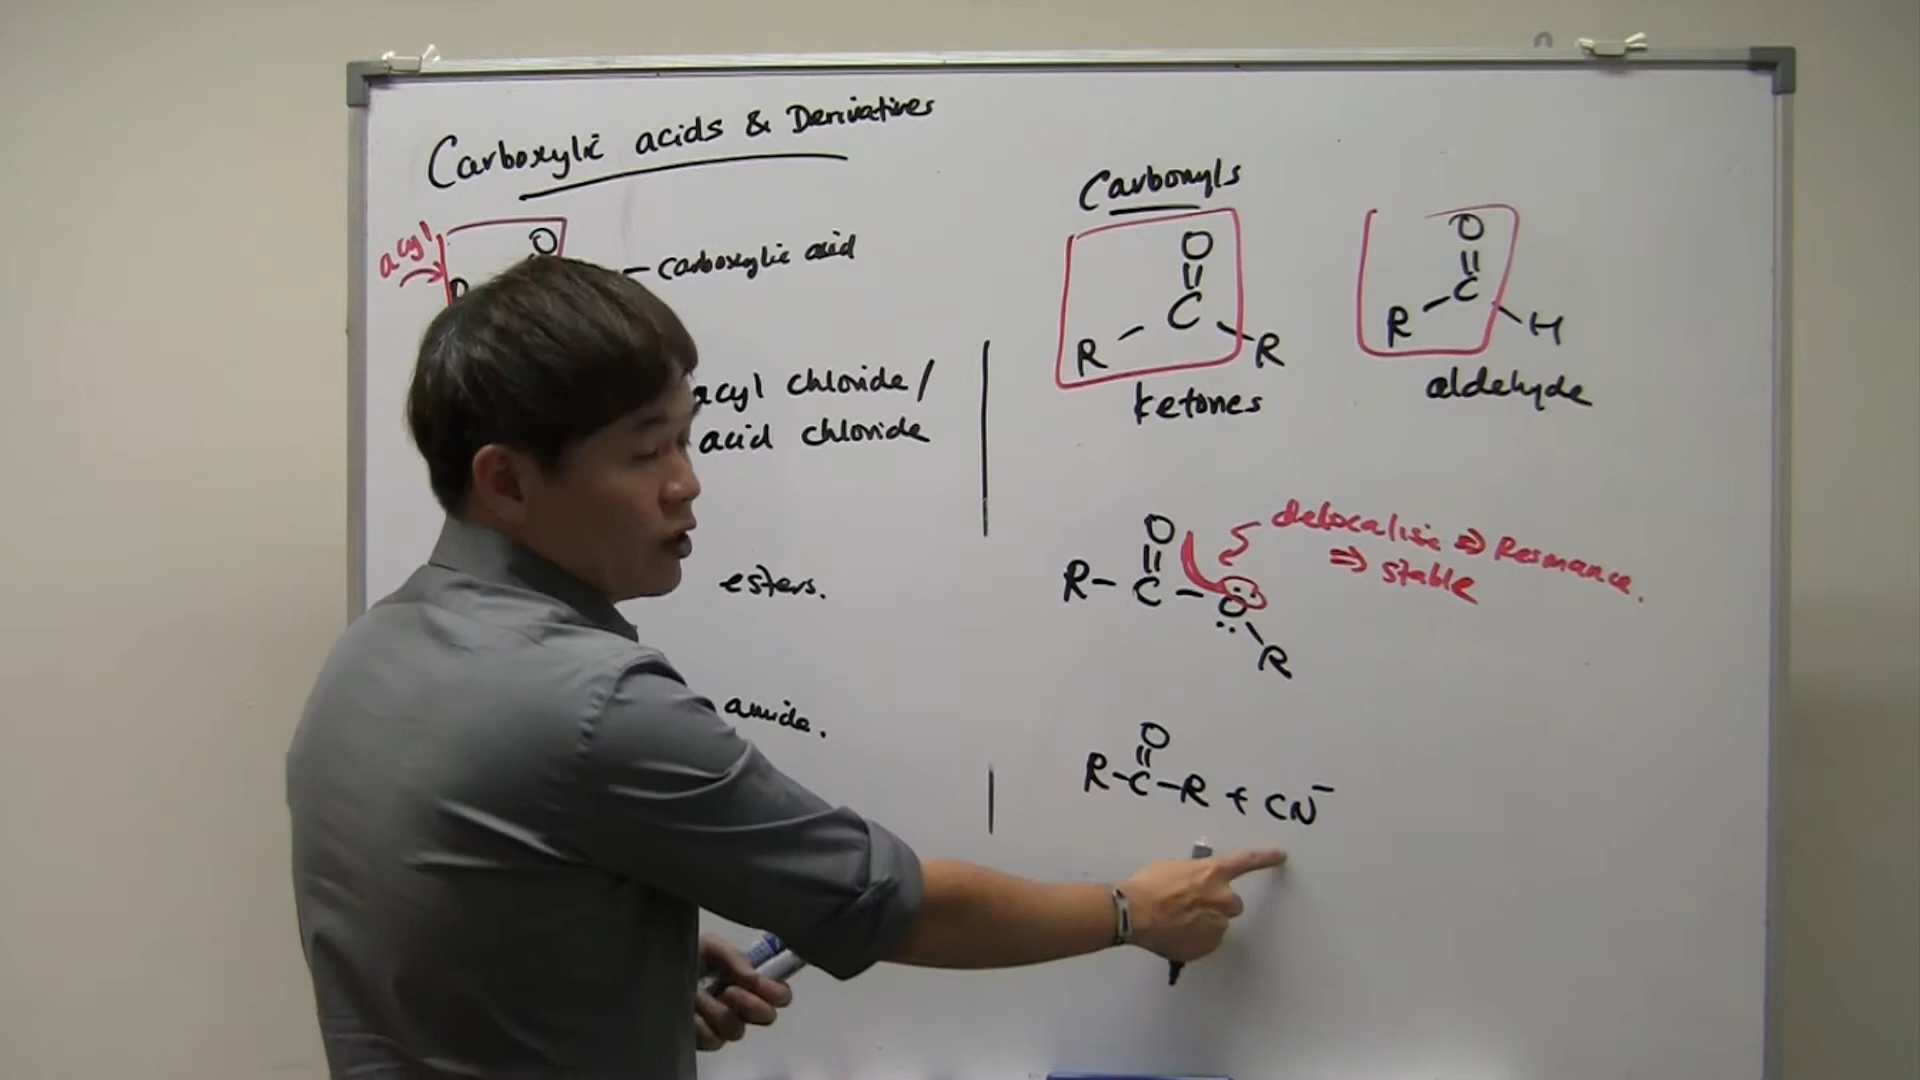 Carboxylic acids & Derivatives
acyl
O
— carboxylic acid
acyl chloride /
acid chloride
esters.
amide.
Carbonyls
O
C
R R
ketones
O
C
R H
aldehyde
delocalise ⇒ Resonance.
⇒ stable
O
R-C-O
R
O
R-C-R + CN⁻